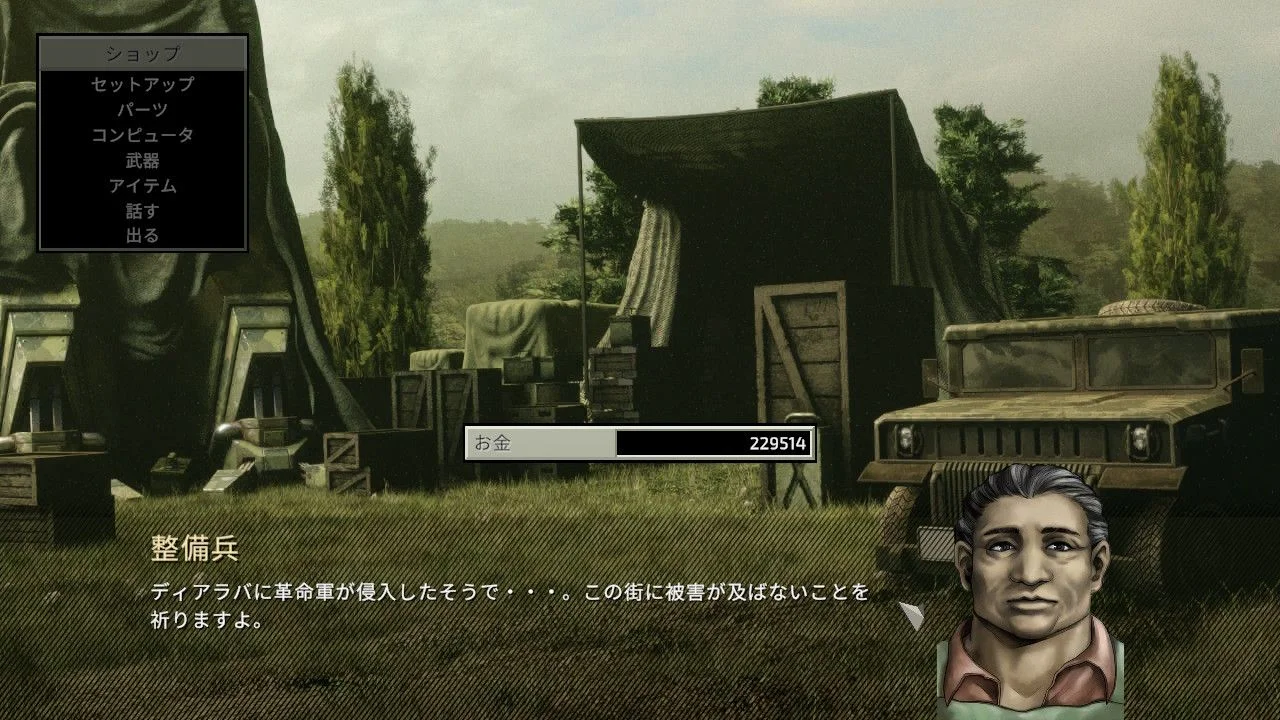 ショップ
セットアップ
パーツ
コンピュータ
武器
アイテム
話す
出る
お金 229514
整備兵
ディアラバに革命軍が侵入したそうで・・・。この街に被害が及ばないことを
祈りますよ。